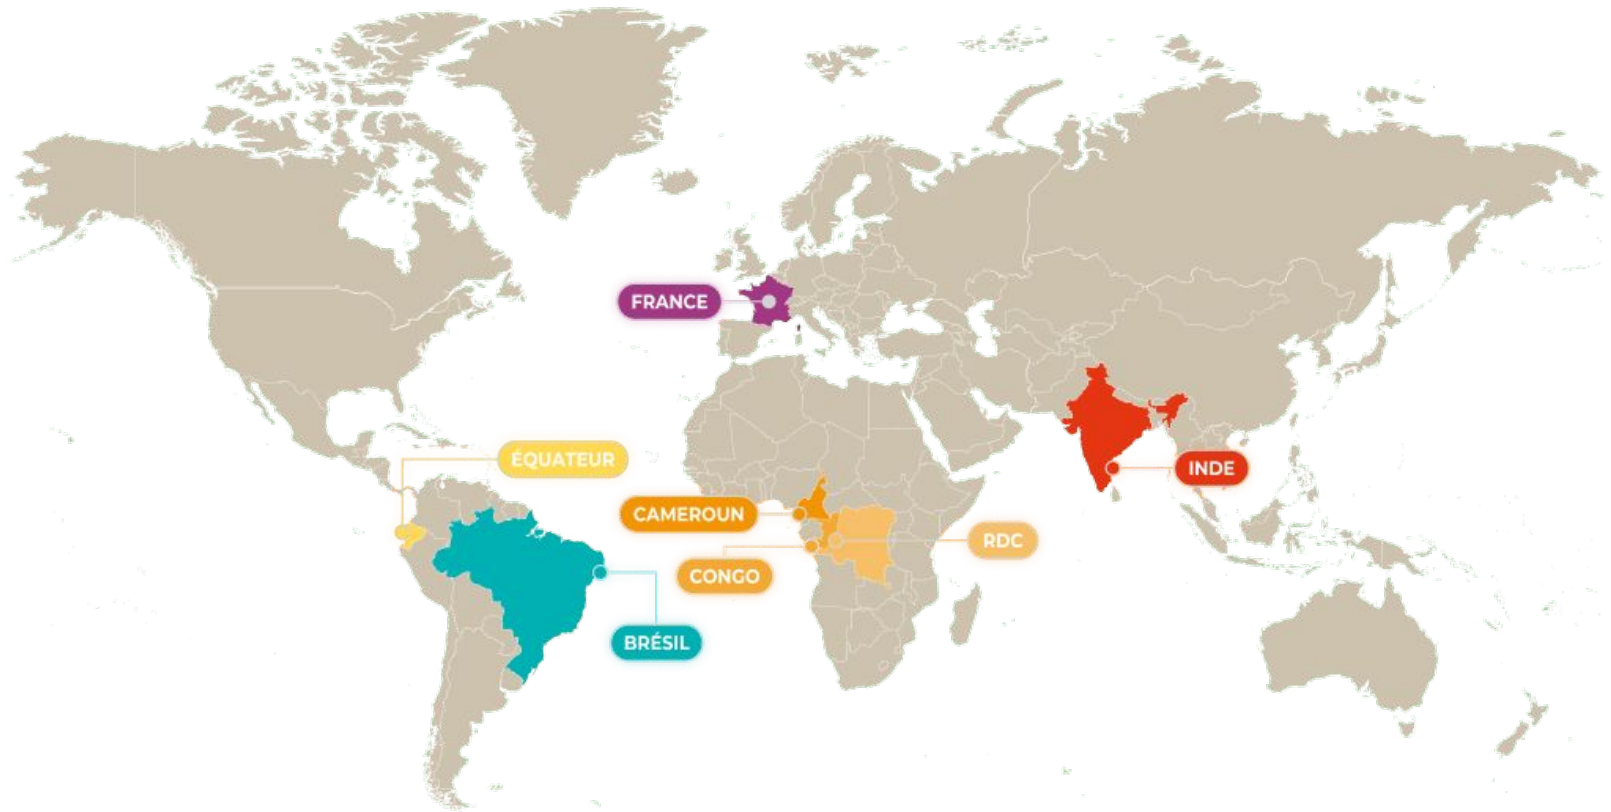 FRANCE
ÉQUATEUR
INDE
CAMEROUN
RDC
CONGO
BRÉSIL